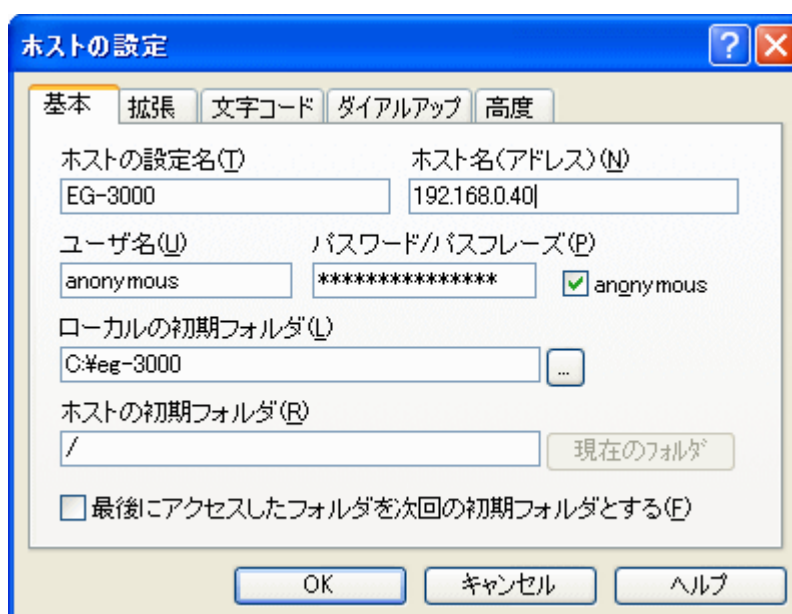 ホストの設定
基本 拡張 文字コード ダイアルアップ 高度
ホストの設定名(T) ホスト名(アドレス)(N)
EG-3000 192.168.0.40
ユーザ名(U) パスワード/パスフレーズ(P)
anonymous *************** anonymous
ローカルの初期フォルダ(L)
C:¥eg-3000 ...
ホストの初期フォルダ(R)
/ 現在のフォルダ
最後にアクセスしたフォルダを次回の初期フォルダとする(F)
OK キャンセル ヘルプ